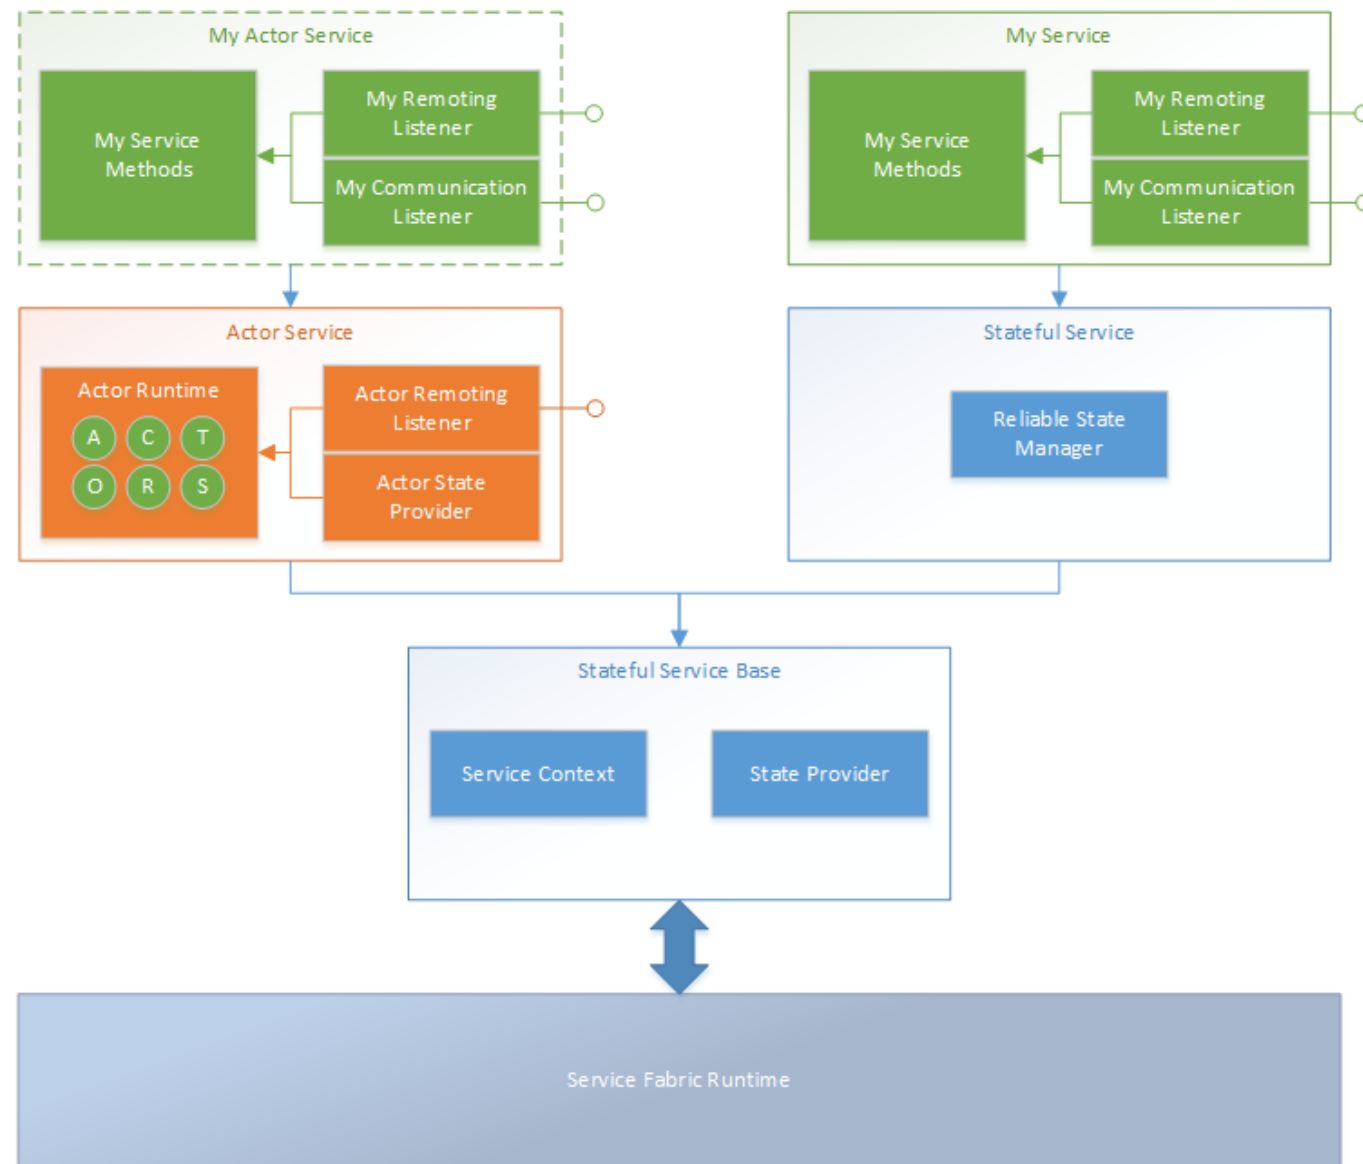 My Actor Service
My Service
Methods
My Remoting
Listener
My Communication
Listener
My Service
My Service
Methods
My Remoting
Listener
My Communication
Listener
Actor Service
Actor Runtime
A C T
O R S
Actor Remoting
Listener
Actor State
Provider
Stateful Service
Reliable State
Manager
Stateful Service Base
Service Context
State Provider
Service Fabric Runtime